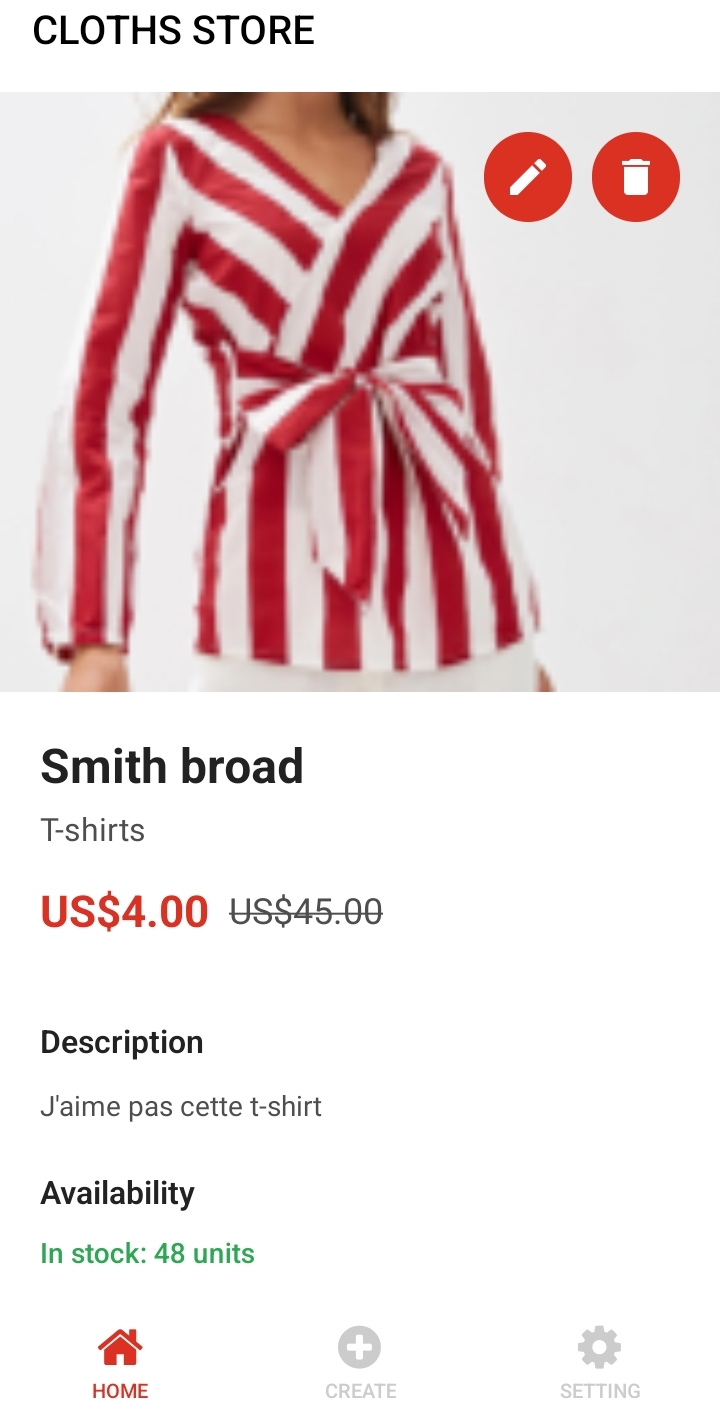 CLOTHS STORE
Smith broad
T-shirts
US$4.00 US$45.00
Description
J'aime pas cette t-shirt
Availability
In stock: 48 units
HOME CREATE SETTING